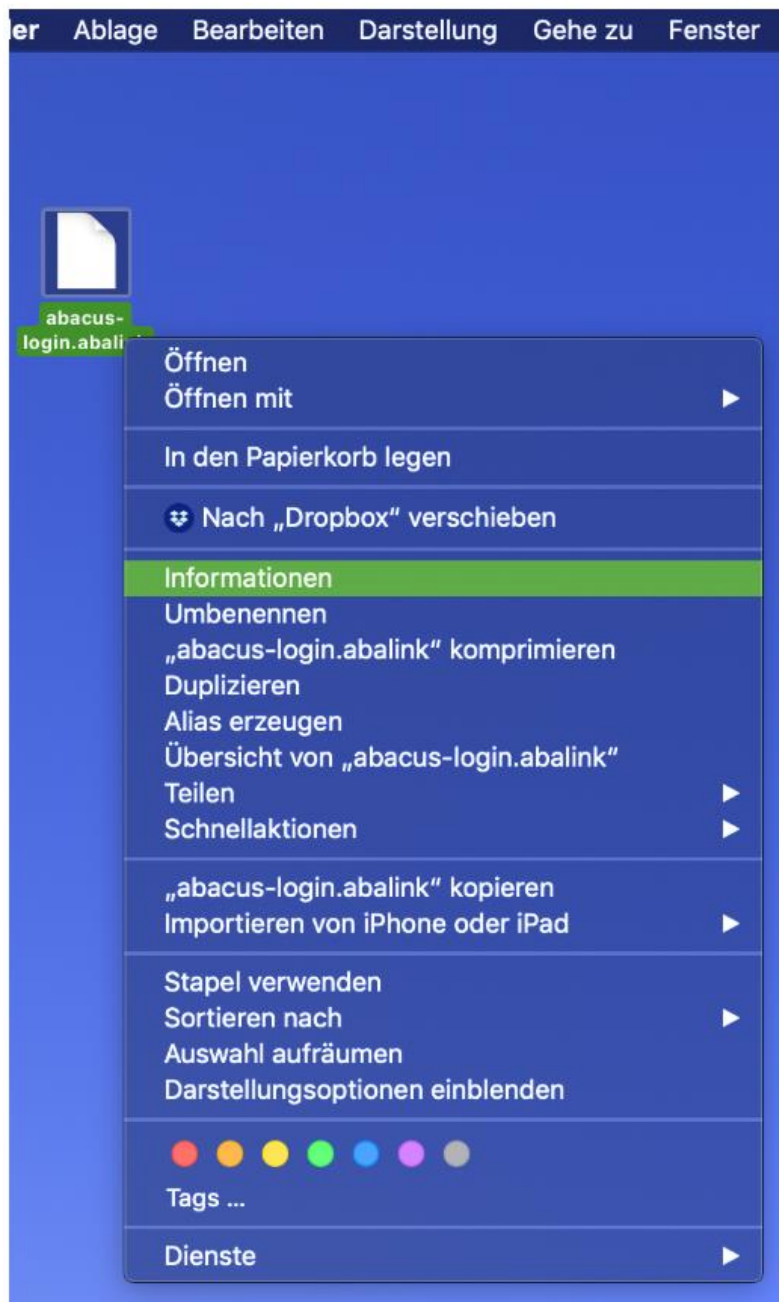 er Ablage Bearbeiten Darstellung Gehe zu Fenster
abacus-
login.abali
Öffnen
Öffnen mit
In den Papierkorb legen
Nach „Dropbox“ verschieben
Informationen
Umbenennen
„abacus-login.abalink“ komprimieren
Duplizieren
Alias erzeugen
Übersicht von „abacus-login.abalink“
Teilen
Schnellaktionen
„abacus-login.abalink“ kopieren
Importieren von iPhone oder iPad
Stapel verwenden
Sortieren nach
Auswahl aufräumen
Darstellungsoptionen einblenden
Tags ...
Dienste